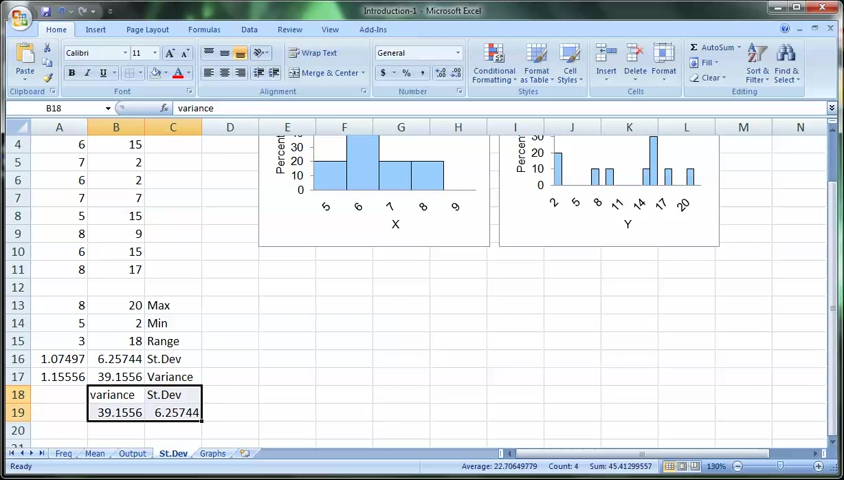 Introduction-1 - Microsoft Excel
Home Insert Page Layout Formulas Data Review View Add-Ins
Calibri 11 A A Wrap Text General Σ AutoSum
Paste B I U A Merge & Center $ % , Conditional Formatting Format as Table Cell Styles Insert Delete Format Fill Clear Sort & Filter Find & Select
Clipboard Font Alignment Number Styles Cells Editing
B18 fx variance
A B C D E F G H I J K L M N
4 6 15
5 7 2
6 6 2
7 7 7
8 5 15
9 8 9
10 6 15
11 8 17
12
13 8 20 Max
14 5 2 Min
15 3 18 Range
16 1.07497 6.25744 St.Dev
17 1.15556 39.1556 Variance
18 variance St.Dev
19 39.1556 6.25744
20
21
Percent
40
30
20
10
0
5 6 7 8 9
X
Percent
30
20
10
0
2 5 8 11 14 17 20
Y
Freq Mean Output St.Dev Graphs
Ready Average: 22.70649779 Count: 4 Sum: 45.41299557 130%